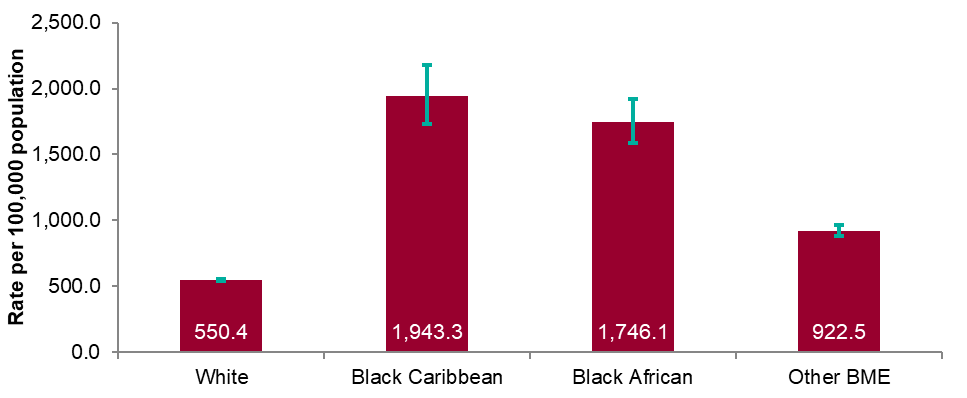 Rate per 100,000 population
2,500.0
2,000.0
1,500.0
1,000.0
500.0
0.0
550.4
1,943.3
1,746.1
922.5
White
Black Caribbean
Black African
Other BME